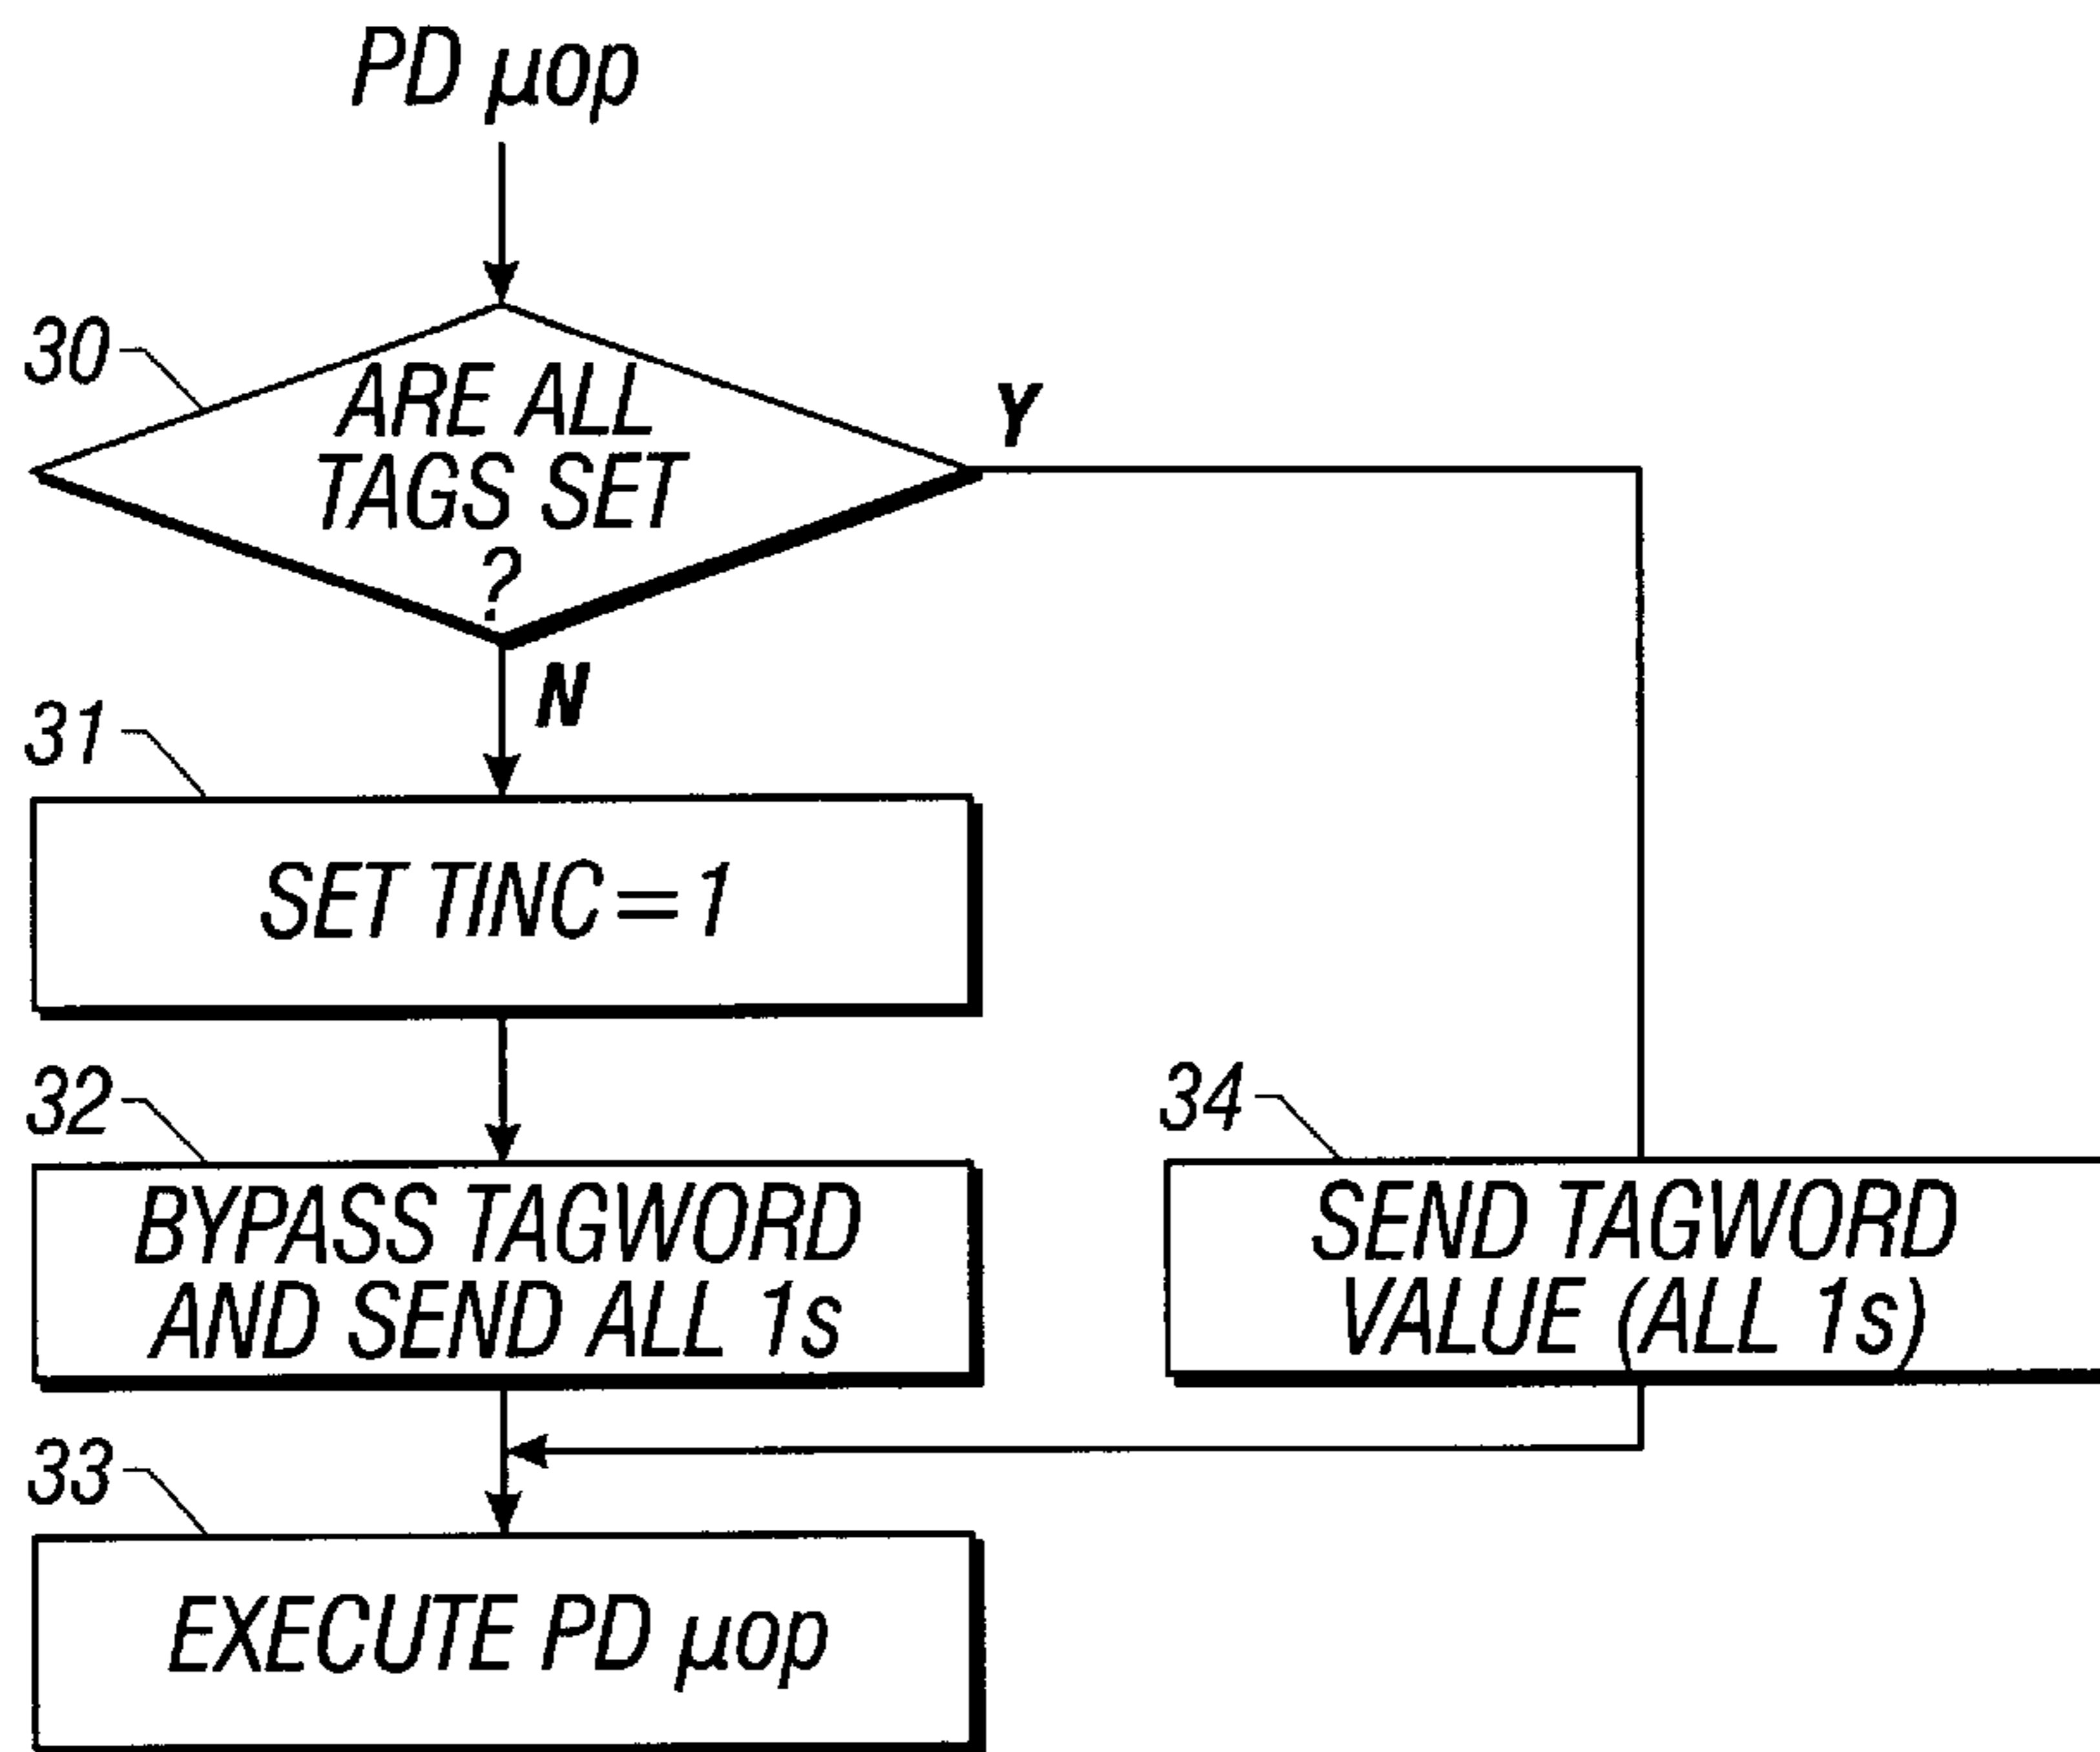 PD µop
30
ARE ALL
TAGS SET
?
Y
N
31
SET TINC = 1
32
BYPASS TAGWORD
AND SEND ALL 1s
34
SEND TAGWORD
VALUE (ALL 1s)
33
EXECUTE PD µop